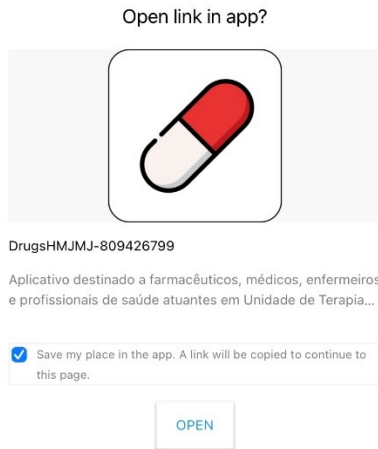 Open link in app?
DrugsHMJMJ-809426799
Aplicativo destinado a farmacêuticos, médicos, enfermeiros
e profissionais de saúde atuantes em Unidade de Terapia...
Save my place in the app. A link will be copied to continue to
this page.
OPEN